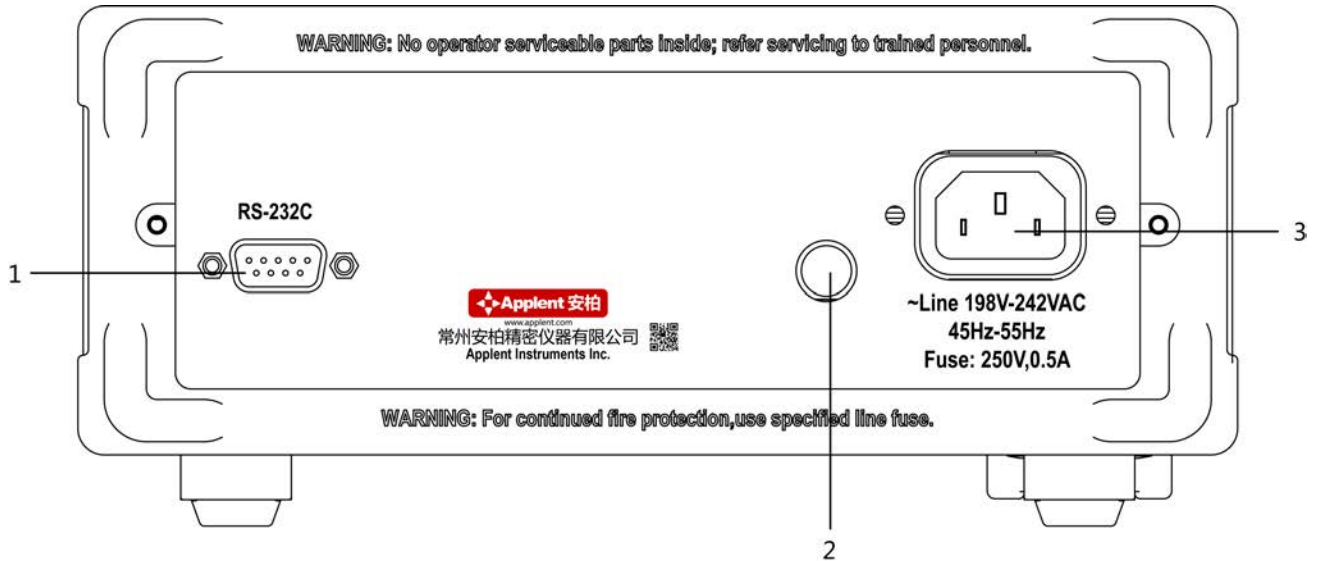 WARNING: No operator serviceable parts inside; refer servicing to trained personnel.
RS-232C
1
3
Applent 安柏
www.applent.com
常州安柏精密仪器有限公司
Applent Instruments Inc.
~Line 198V-242VAC
45Hz-55Hz
Fuse: 250V,0.5A
WARNING: For continued fire protection,use specified line fuse.
2